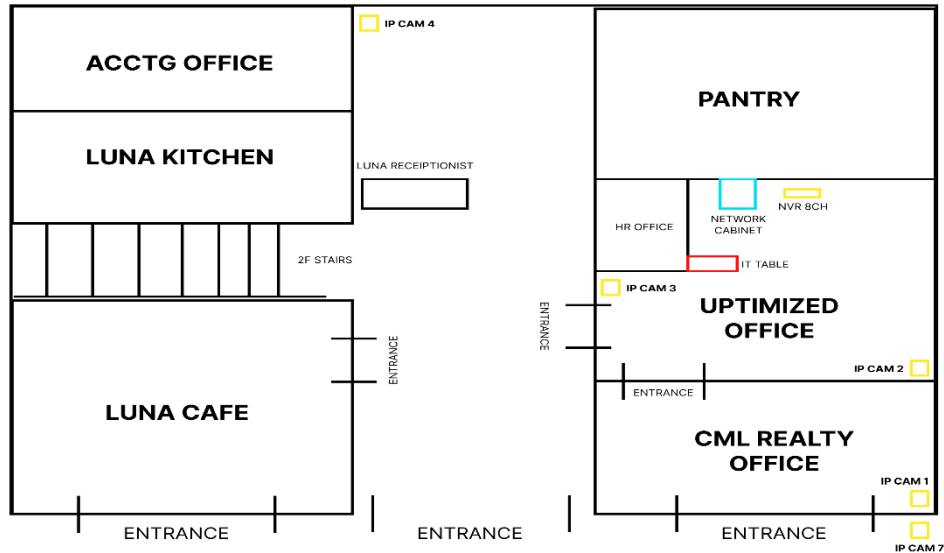 IP CAM 4
ACCTG OFFICE
PANTRY
LUNA KITCHEN
LUNA RECEIPTIONIST
NVR 8CH
NETWORK
CABINET
HR OFFICE
2F STAIRS
IT TABLE
IP CAM 3
UPTIMIZED
OFFICE
ENTRANCE
ENTRANCE
IP CAM 2
ENTRANCE
LUNA CAFE
CML REALTY
OFFICE
IP CAM 1
ENTRANCE
ENTRANCE
ENTRANCE
IP CAM 7